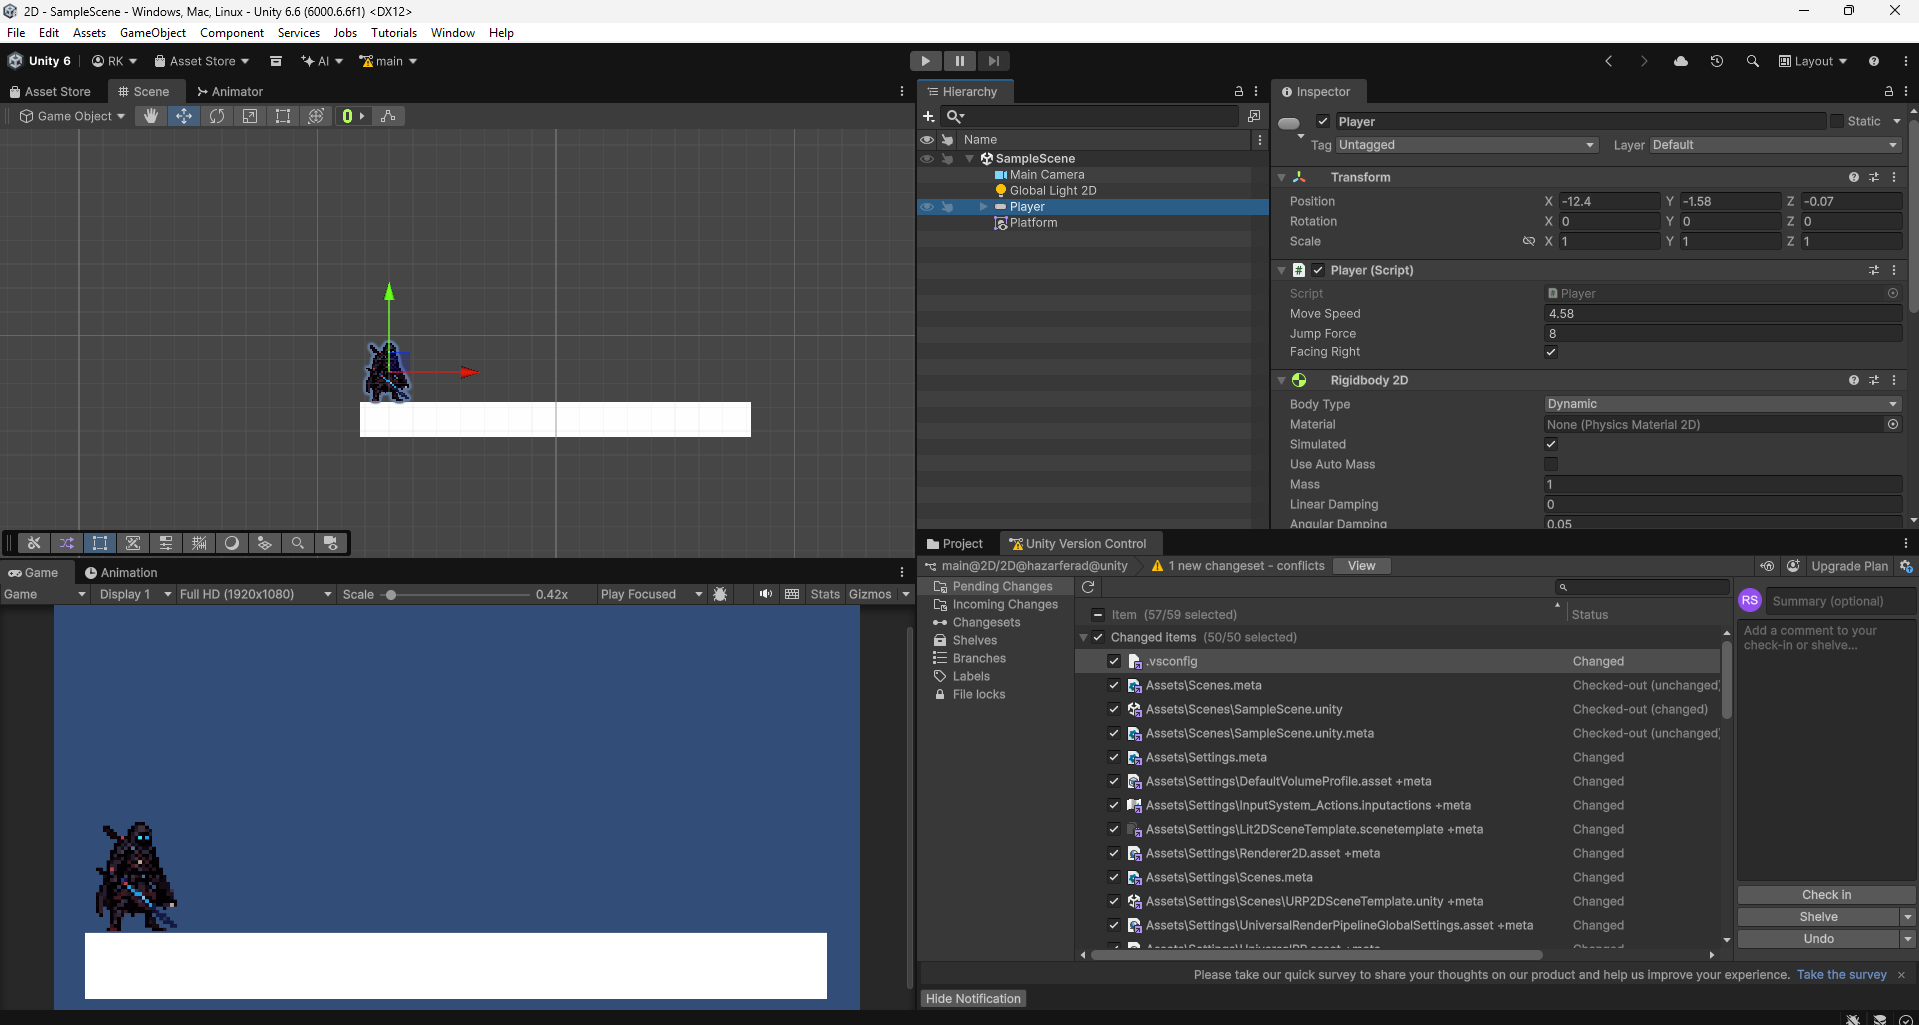 2D - SampleScene - Windows, Mac, Linux - Unity 6.6 (6000.6.6f1) <DX12>
File Edit Assets GameObject Component Services Jobs Tutorials Window Help
Unity 6 RK Asset Store AI main Layout
Asset Store Scene Animator
Game Object
Hierarchy
Name
SampleScene
Main Camera
Global Light 2D
Player
Platform
Inspector
Player Static
Tag Untagged Layer Default
Transform
Position X -12.4 Y -1.58 Z -0.07
Rotation X 0 Y 0 Z 0
Scale X 1 Y 1 Z 1
# Player (Script)
Script Player
Move Speed 4.58
Jump Force 8
Facing Right
Rigidbody 2D
Body Type Dynamic
Material None (Physics Material 2D)
Simulated
Use Auto Mass
Mass 1
Linear Damping 0
Angular Damping 0.05
Game Animation
Game Display 1 Full HD (1920x1080) Scale 0.42x Play Focused Stats Gizmos
Project Unity Version Control
main@2D/2D@hazarferad@unity 1 new changeset - conflicts View Upgrade Plan
Pending Changes
Incoming Changes
Changesets
Shelves
Branches
Labels
File locks
Item (57/59 selected) Status
Changed items (50/50 selected)
.vsconfig Changed
Assets\Scenes.meta Checked-out (unchanged)
Assets\Scenes\SampleScene.unity Checked-out (changed)
Assets\Scenes\SampleScene.unity.meta Checked-out (unchanged)
Assets\Settings.meta Changed
Assets\Settings\DefaultVolumeProfile.asset +meta Changed
Assets\Settings\InputSystem_Actions.inputactions +meta Changed
Assets\Settings\Lit2DSceneTemplate.scenetemplate +meta Changed
Assets\Settings\Renderer2D.asset +meta Changed
Assets\Settings\Scenes.meta Changed
Assets\Settings\Scenes\URP2DSceneTemplate.unity +meta Changed
Assets\Settings\UniversalRenderPipelineGlobalSettings.asset +meta Changed
Assets\Settings\UniversalRP.asset +meta Changed
RS Summary (optional)
Add a comment to your
check-in or shelve...
Check in
Shelve
Undo
Please take our quick survey to share your thoughts on our product and help us improve your experience. Take the survey
Hide Notification